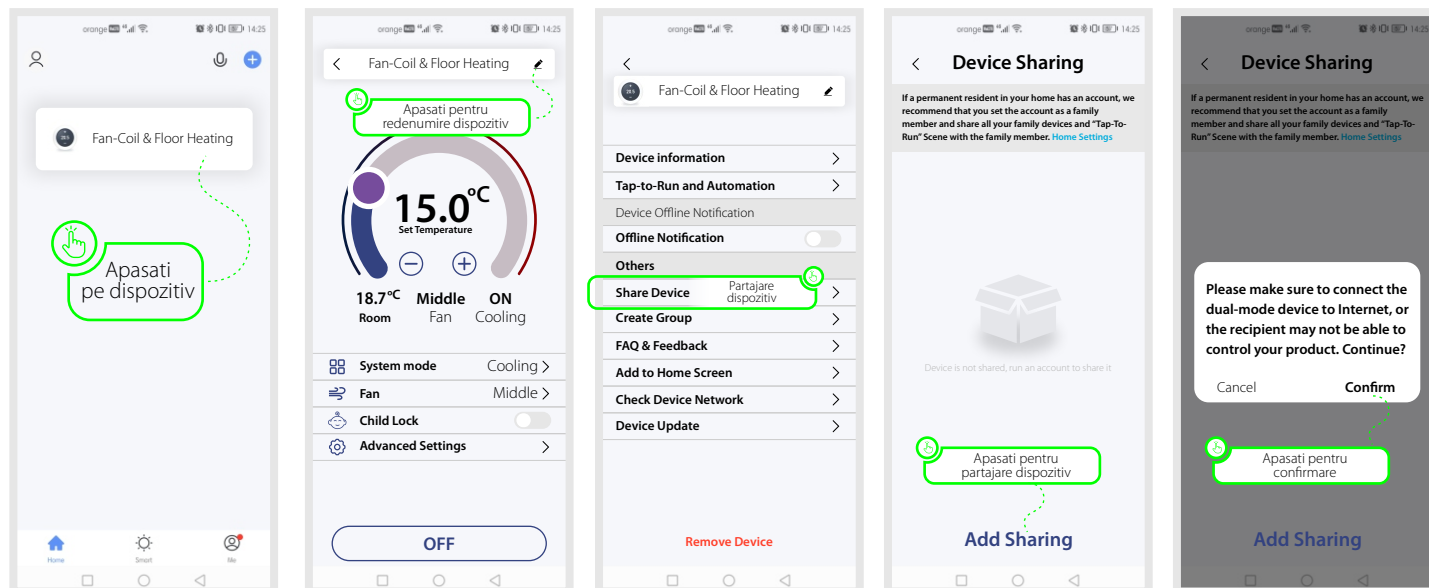 orange 14:25
Fan-Coil & Floor Heating
Apasati
pe dispozitiv
Home
Smart
Me
orange 14:25
Fan-Coil & Floor Heating
Apasati pentru
redenumire dispozitiv
15.0°C
Set Temperature
18.7°C Middle ON
Room Fan Cooling
System mode Cooling
Fan Middle
Child Lock
Advanced Settings
OFF
orange 14:25
28.5
Fan-Coil & Floor Heating
Device information
Tap-to-Run and Automation
Device Offline Notification
Offline Notification
Others
Share Device Partajare
dispozitiv
Create Group
FAQ & Feedback
Add to Home Screen
Check Device Network
Device Update
Remove Device
orange 14:25
Device Sharing
If a permanent resident in your home has an account, we
recommend that you set the account as a family
member and share all your family devices and “Tap-To-
Run” Scene with the family member. Home Settings
Device is not shared, run an account to share it
Apasati pentru
partajare dispozitiv
Add Sharing
orange 14:25
Device Sharing
If a permanent resident in your home has an account, we
recommend that you set the account as a family
member and share all your family devices and “Tap-To-
Run” Scene with the family member. Home Settings
Please make sure to connect the
dual-mode device to Internet, or
the recipient may not be able to
control your product. Continue?
Cancel Confirm
Apasati pentru
confirmare
Add Sharing